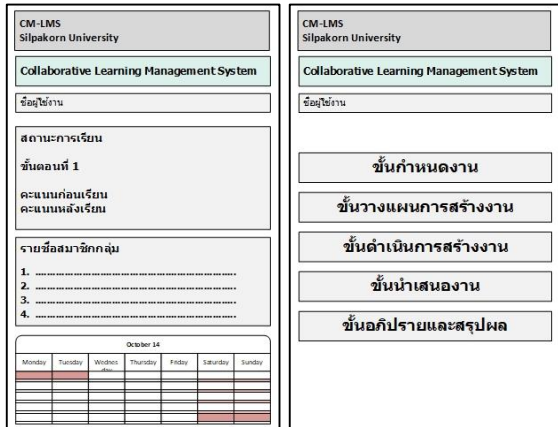 CM-LMS
Silpakorn University
Collaborative Learning Management System
ชื่อผู้ใช้งาน
สถานะการเรียน
ขั้นตอนที่ 1
คะแนนก่อนเรียน
คะแนนหลังเรียน
รายชื่อสมาชิกกลุ่ม
1. ............................................................
2. ............................................................
3. ............................................................
4. ............................................................
October 14
Monday Tuesday Wednes day Thursday Friday Saturday Sunday
CM-LMS
Silpakorn University
Collaborative Learning Management System
ชื่อผู้ใช้งาน
ขั้นกำหนดงาน
ขั้นวางแผนการสร้างงาน
ขั้นดำเนินการสร้างงาน
ขั้นนำเสนองาน
ขั้นอภิปรายและสรุปผล